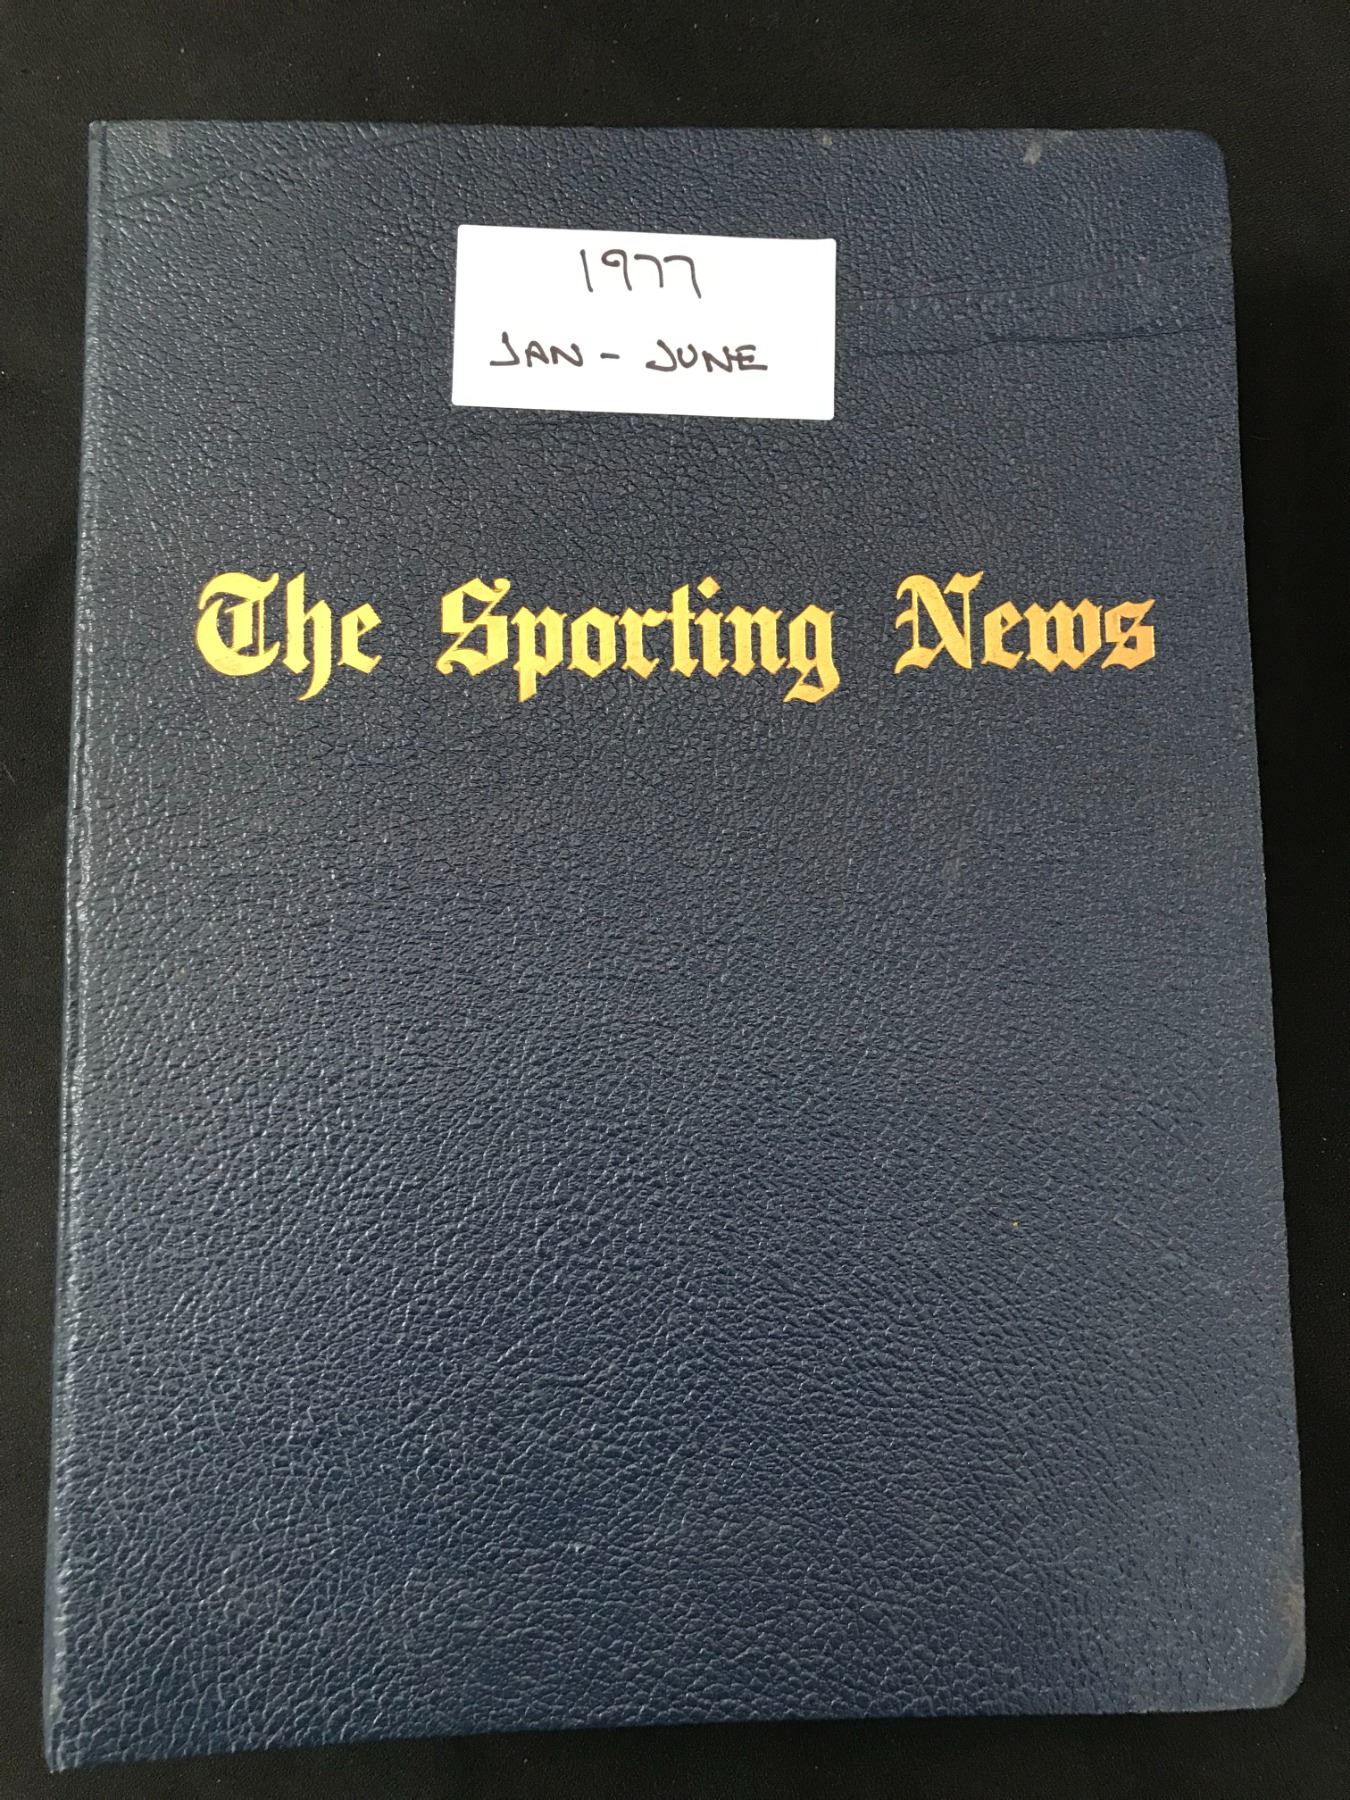 1977
JAN - JUNE
The Sporting News